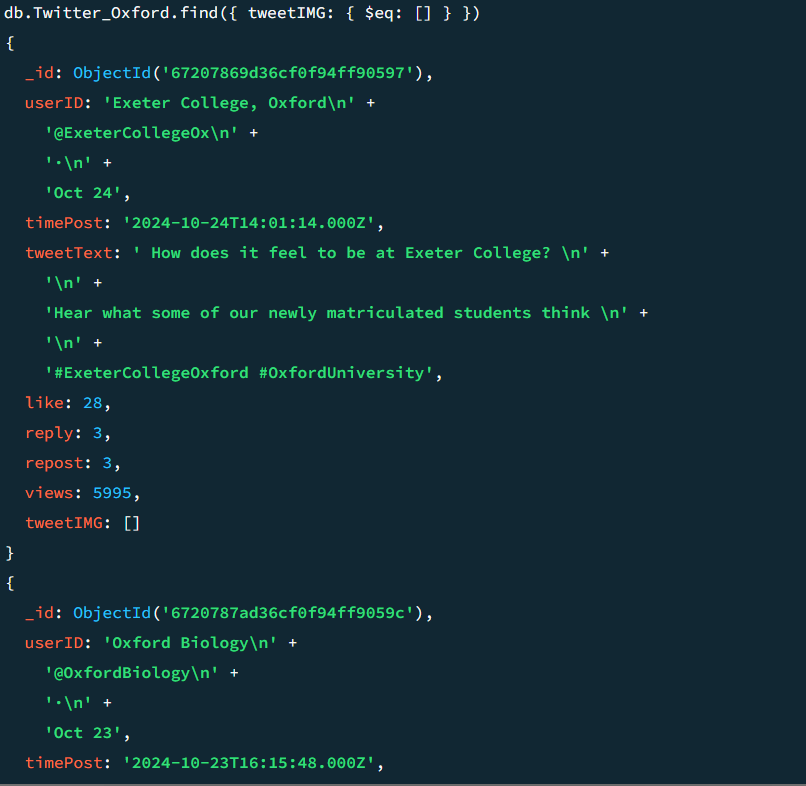 db.Twitter_Oxford.find({ tweetIMG: { $eq: [] } })
{
  _id: ObjectId('67207869d36cf0f94ff90597'),
  userID: 'Exeter College, Oxford\n' +
    '@ExeterCollegeOx\n' +
    '·\n' +
    'Oct 24',
  timePost: '2024-10-24T14:01:14.000Z',
  tweetText: ' How does it feel to be at Exeter College? \n' +
    '\n' +
    'Hear what some of our newly matriculated students think \n' +
    '\n' +
    '#ExeterCollegeOxford #OxfordUniversity',
  like: 28,
  reply: 3,
  repost: 3,
  views: 5995,
  tweetIMG: []
}
{
  _id: ObjectId('6720787ad36cf0f94ff9059c'),
  userID: 'Oxford Biology\n' +
    '@OxfordBiology\n' +
    '·\n' +
    'Oct 23',
  timePost: '2024-10-23T16:15:48.000Z',